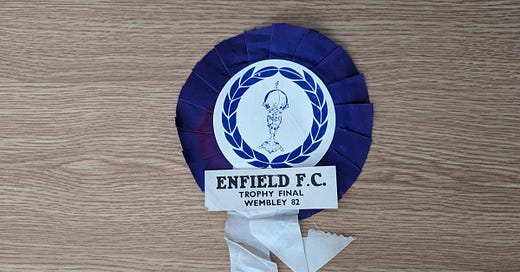 ENFIELD F.C.
TROPHY FINAL
WEMBLEY 82